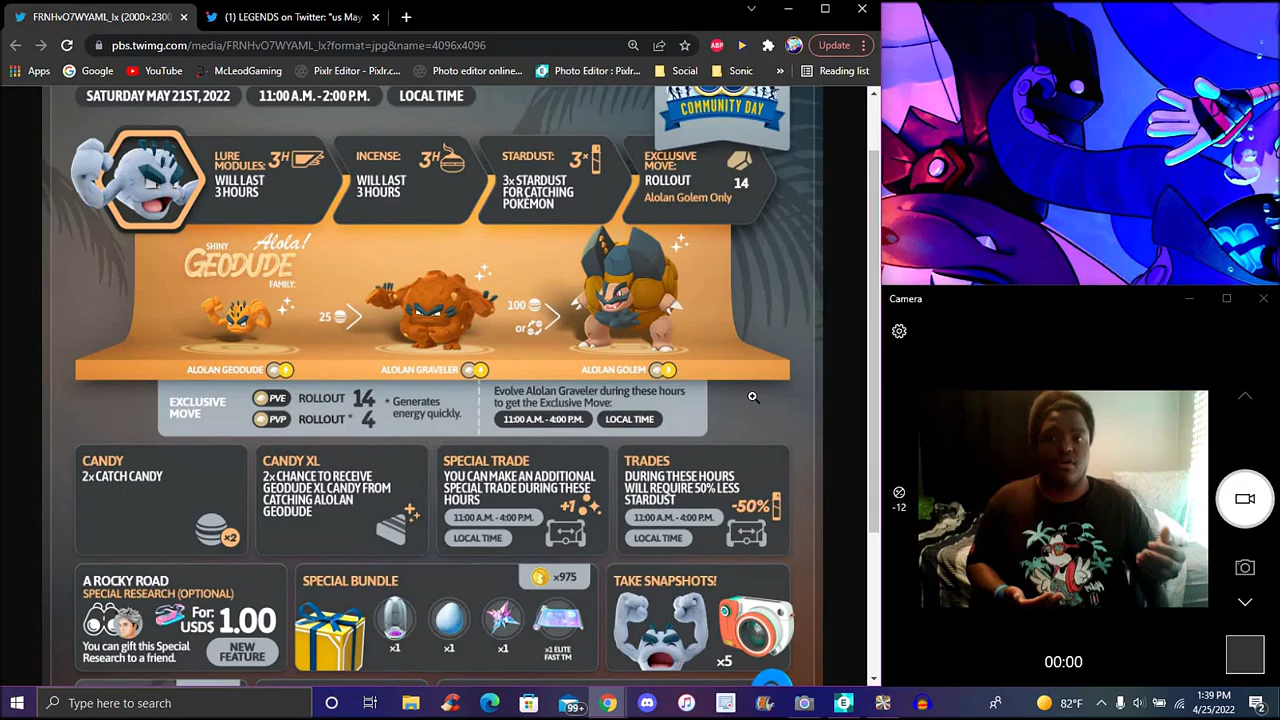 FRNHvO7WYAML_lx (2000×2300
(1) LEGENDS on Twitter: "us May
pbs.twimg.com/media/FRNHvO7WYAML_lx?format=jpg&name=4096x4096
ABP
Update
Apps
Google
YouTube
McLeodGaming
Pixlr Editor - Pixlr.c...
Photo editor online...
Photo Editor : Pixlr...
Social
Sonic
Reading list
SATURDAY MAY 21ST, 2022
11:00 A.M. - 2:00 P.M.
LOCAL TIME
COMMUNITY DAY
LURE
MODULES:
3H
WILL LAST
3 HOURS
INCENSE:
3H
WILL LAST
3 HOURS
STARDUST:
3×
3x STARDUST
FOR CATCHING
POKÉMON
EXCLUSIVE
MOVE:
ROLLOUT
14
Alolan Golem Only
SHINY
Alola!
GEODUDE
FAMILY:
25
100
or
ALOLAN GEODUDE
ALOLAN GRAVELER
ALOLAN GOLEM
EXCLUSIVE
MOVE
PVE
ROLLOUT 14
PVP
ROLLOUT * 4
* Generates
energy quickly.
Evolve Alolan Graveler during these hours
to get the Exclusive Move:
11:00 A.M. - 4:00 P.M.
LOCAL TIME
CANDY
2x CATCH CANDY
×2
CANDY XL
2x CHANCE TO RECEIVE
GEODUDE XL CANDY FROM
CATCHING ALOLAN
GEODUDE
SPECIAL TRADE
YOU CAN MAKE AN ADDITIONAL
SPECIAL TRADE DURING THESE
HOURS
+1
11:00 A.M. - 4:00 P.M.
LOCAL TIME
TRADES
DURING THESE HOURS
WILL REQUIRE 50% LESS
STARDUST
-50%
11:00 A.M. - 4:00 P.M.
LOCAL TIME
A ROCKY ROAD
SPECIAL RESEARCH (OPTIONAL)
For:
USD$ 1.00
You can gift this Special
Research to a friend.
NEW
FEATURE
SPECIAL BUNDLE
×975
x1
x1
x1
x1 ELITE
FAST TM
TAKE SNAPSHOTS!
x5
Camera
-12
00:00
Type here to search
99+
82°F
1:39 PM
4/25/2022
2